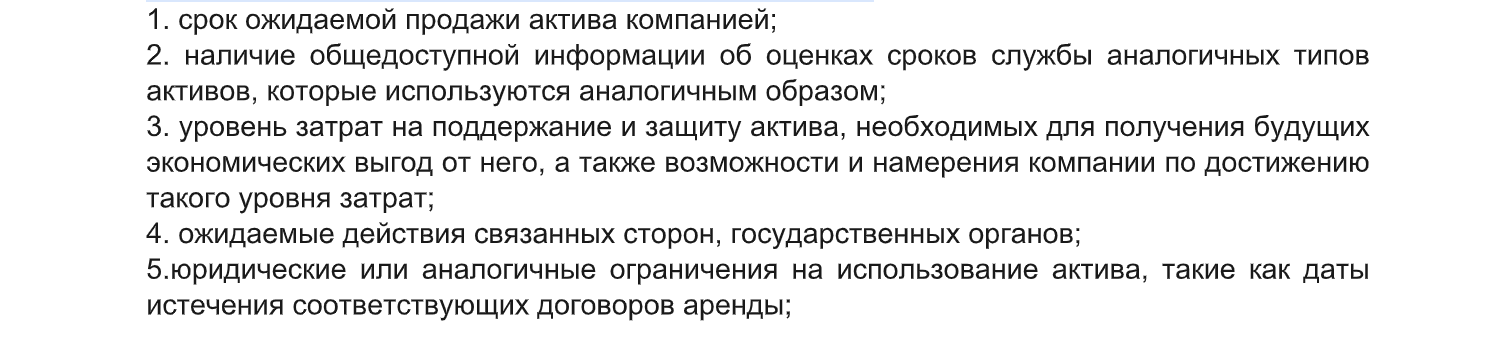 1. срок ожидаемой продажи актива компанией;
2. наличие общедоступной информации об оценках сроков службы аналогичных типов
активов, которые используются аналогичным образом;
3. уровень затрат на поддержание и защиту актива, необходимых для получения будущих
экономических выгод от него, а также возможности и намерения компании по достижению
такого уровня затрат;
4. ожидаемые действия связанных сторон, государственных органов;
5.юридические или аналогичные ограничения на использование актива, такие как даты
истечения соответствующих договоров аренды;